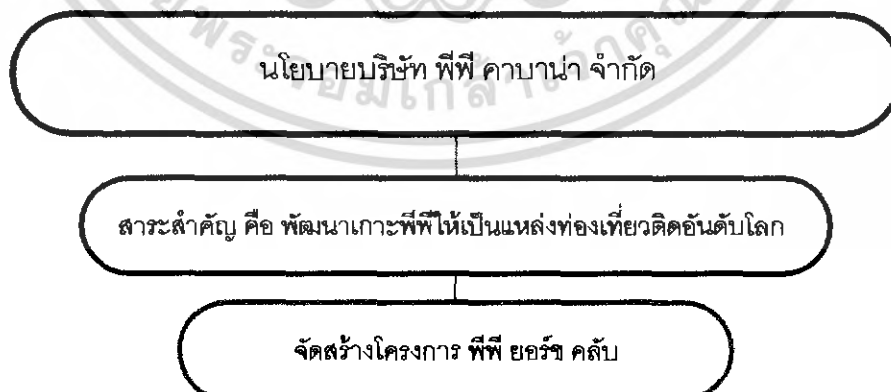 นโยบายบริษัท พีพี คาบาน่า จำกัด
สาระสำคัญ คือ พัฒนาเกาะพีพีให้เป็นแหล่งท่องเที่ยวติดอันดับโลก
จัดสร้างโครงการ พีพี ยอร์ช คลับ